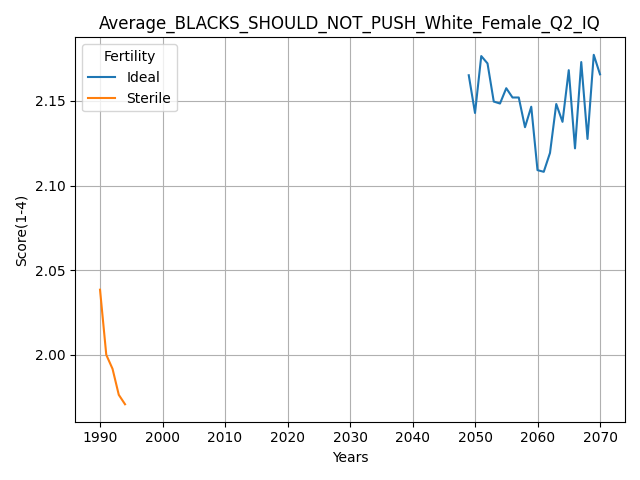 Average_BLACKS_SHOULD_NOT_PUSH_White_Female_Q2_IQ
Fertility
Ideal
Sterile
Score(1-4)
2.15
2.10
2.05
2.00
1990 2000 2010 2020 2030 2040 2050 2060 2070
Years